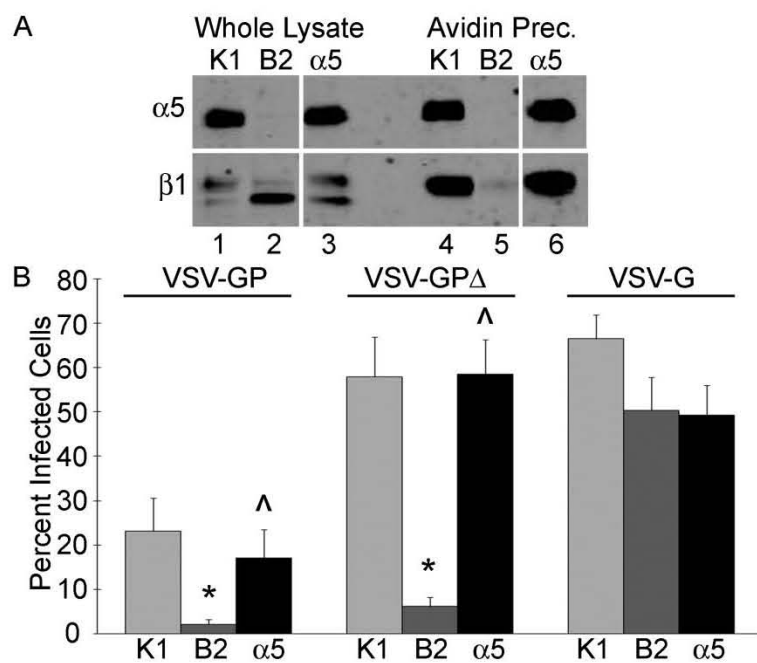 A
Whole Lysate Avidin Prec.
K1 B2 α5 K1 B2 α5
α5
β1
1 2 3 4 5 6
B
VSV-GP VSV-GPΔ VSV-G
Percent Infected Cells
80
70
60
50
40
30
20
10
0
* ^ * ^
K1 B2 α5 K1 B2 α5 K1 B2 α5